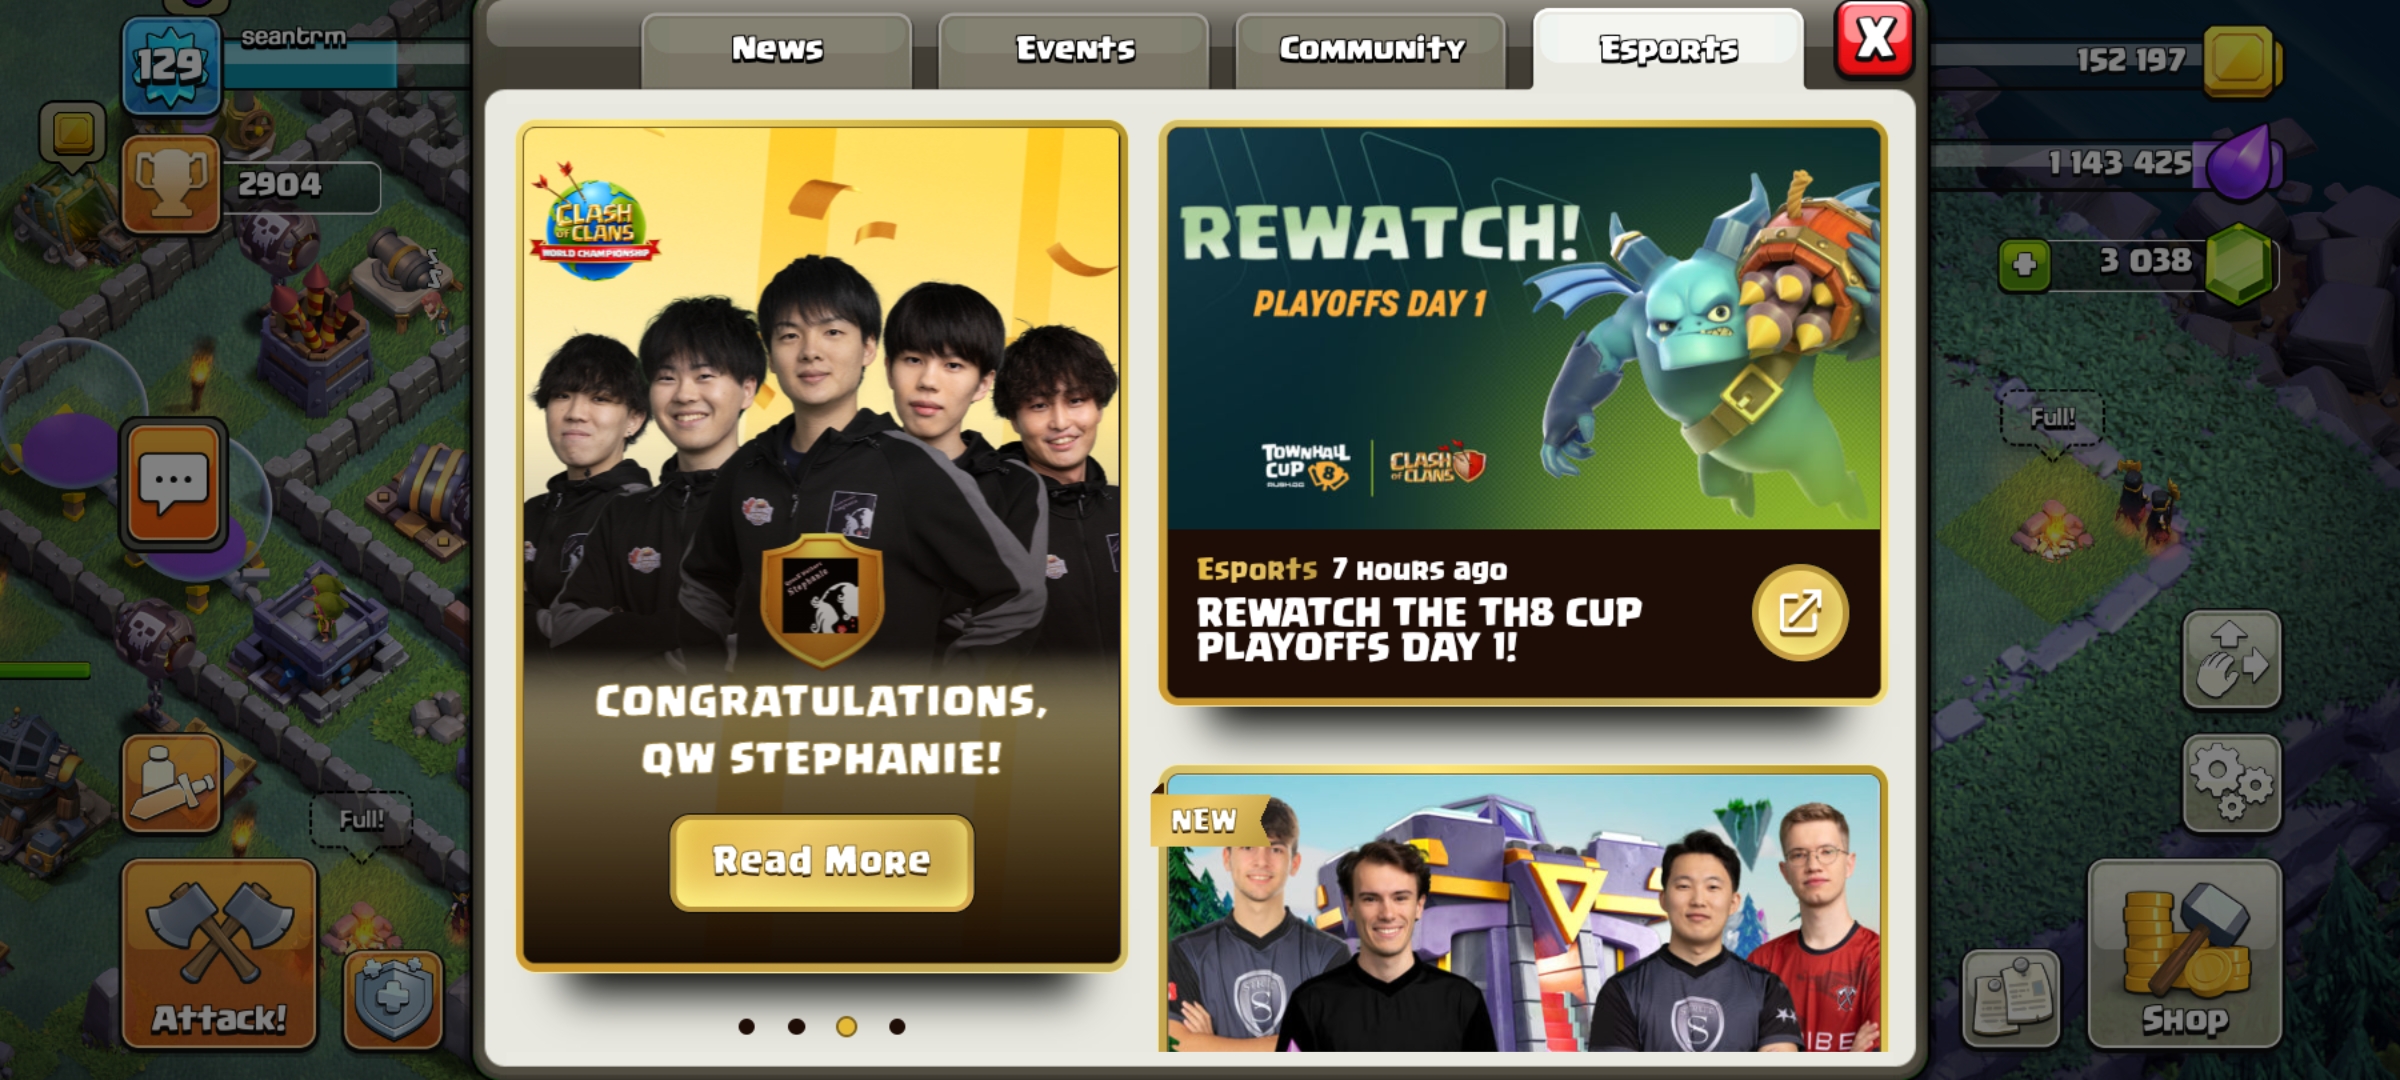 News
Events
Community
Esports
X
129
seantrm
2904
152 197
1 143 425
3 038
CLASH
OF CLANS
WORLD CHAMPIONSHIP
Stephanie
CONGRATULATIONS,
QW STEPHANIE!
Read More
REWATCH!
PLAYOFFS DAY 1
TOWNHALL
CUP 8
CLASH
OF CLANS
Esports 7 hours ago
REWATCH THE TH8 CUP
PLAYOFFS DAY 1!
NEW
S
S
Full!
Full!
Attack!
Shop